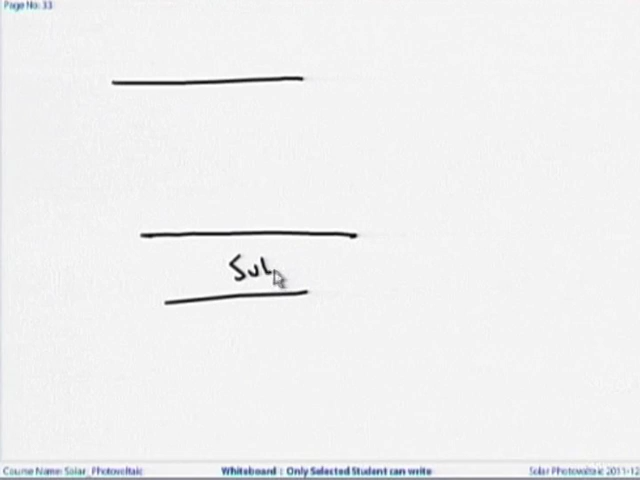 Page No: 33
Sul
Course Name: Solar_Photovoltaic
Whiteboard : Only Selected Student can write
Solar Photovoltaic 2011-12